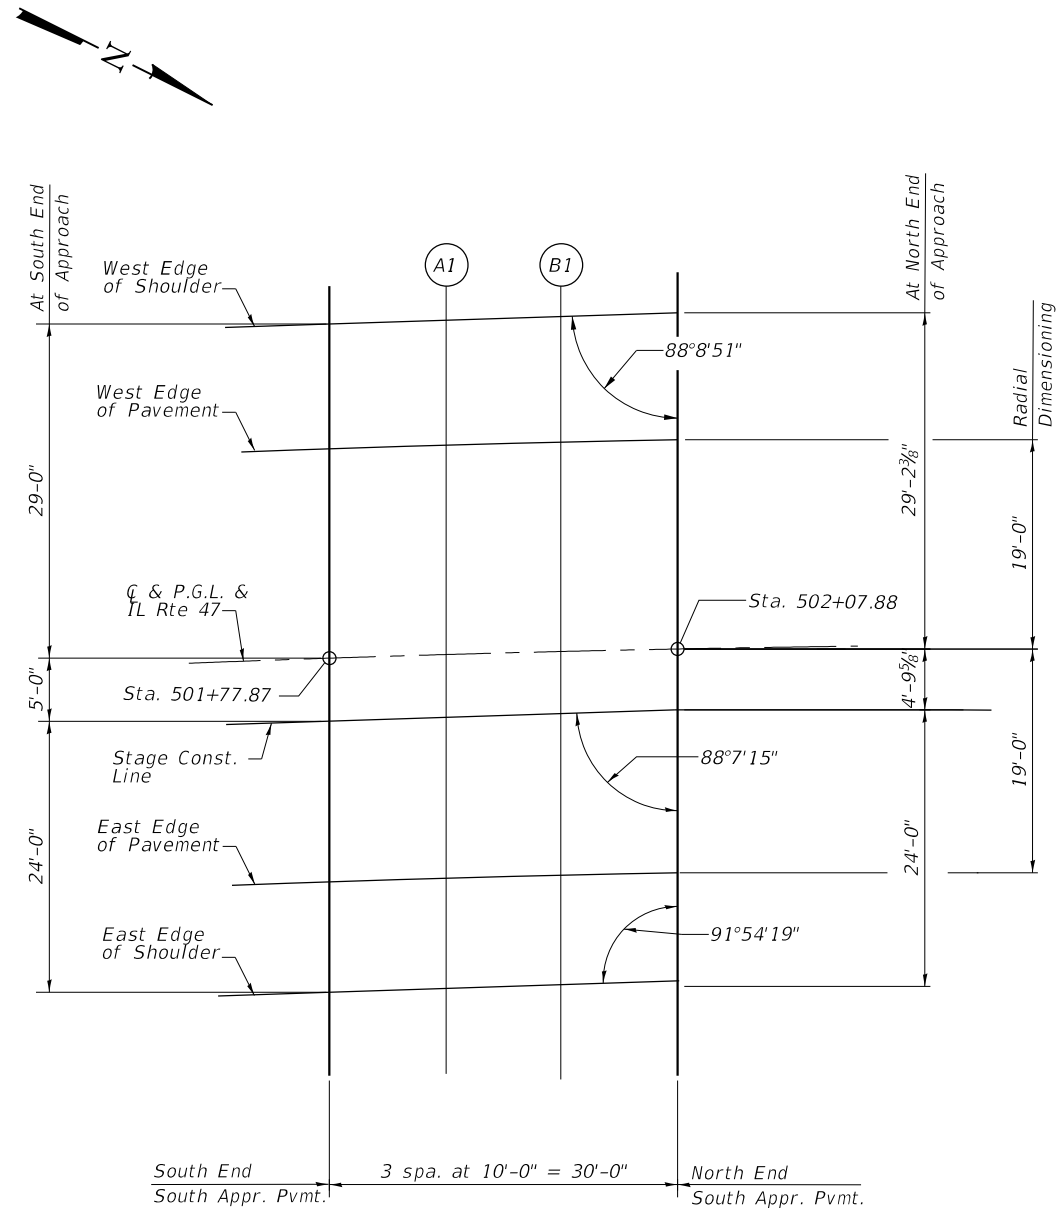 N
At South End
of Approach
At North End
of Approach
Radial
Dimensioning
A1
B1
West Edge
of Shoulder
88°8'51"
West Edge
of Pavement
29-0"
29'-2⅜"
19'-0"
℄ & P.G.L. &
IL Rte 47
Sta. 502+07.88
Sta. 501+77.87
5'-0"
4'-9⅝"
Stage Const.
Line
88°7'15"
19'-0"
East Edge
of Pavement
24'-0"
24'-0"
East Edge
of Shoulder
91°54'19"
South End
South Appr. Pvmt.
3 spa. at 10'-0" = 30'-0"
North End
South Appr. Pvmt.